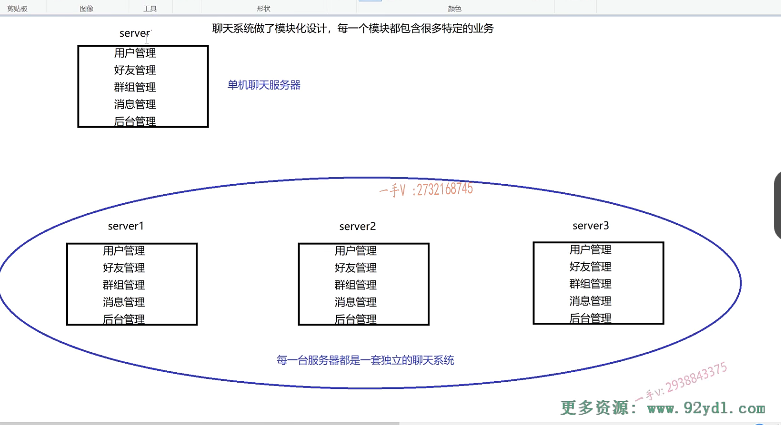 剪贴板 图像 工具 形状 颜色
聊天系统做了模块化设计，每一个模块都包含很多特定的业务
server
用户管理
好友管理
群组管理
消息管理
后台管理
单机聊天服务器
一手V :2732168745
server1
用户管理
好友管理
群组管理
消息管理
后台管理
server2
用户管理
好友管理
群组管理
消息管理
后台管理
server3
用户管理
好友管理
群组管理
消息管理
后台管理
每一台服务器都是一套独立的聊天系统
一手v: 2938843375
更多资源：www.92ydl.com